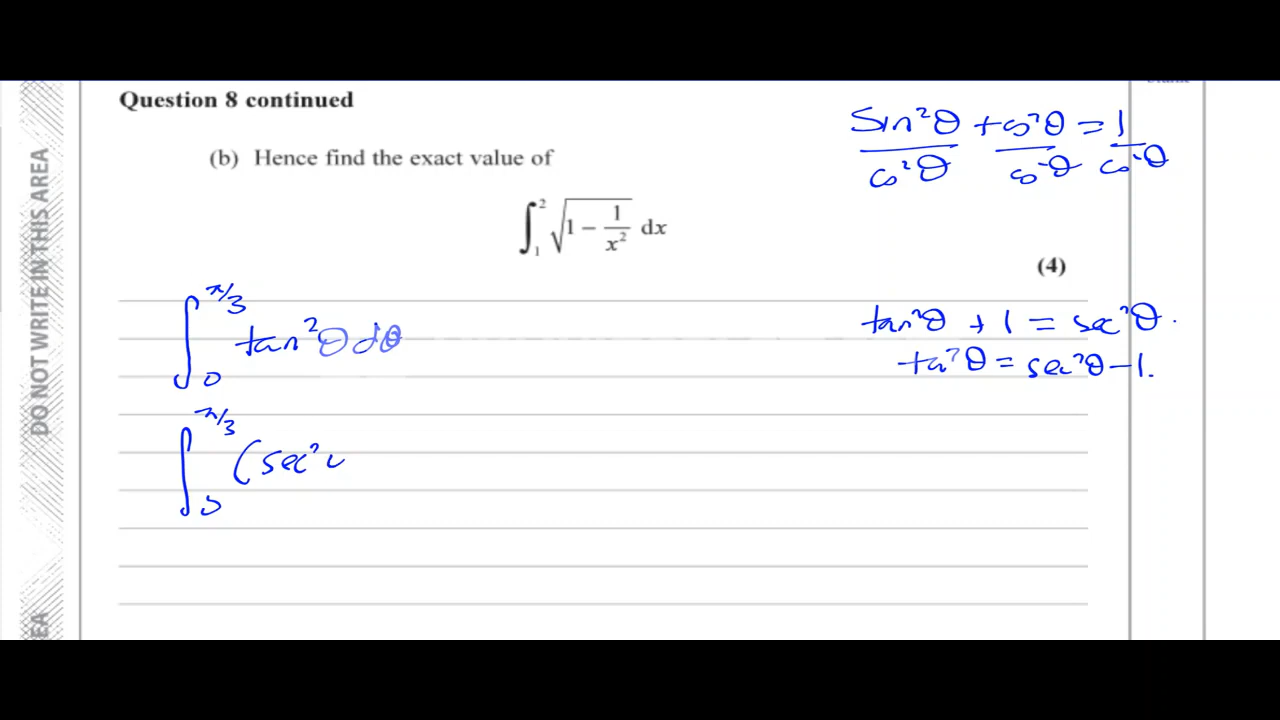 Question 8 continued
(b) Hence find the exact value of
∫₁² √(1 − 1/x²) dx
(4)
sin²θ/cos²θ + cos²θ/cos²θ = 1/cos²θ
tan²θ + 1 = sec²θ.
tan²θ = sec²θ − 1.
∫₀^{π/3} tan²θ dθ
∫₀^{π/3} (sec²
DO NOT WRITE IN THIS AREA
EA
EA